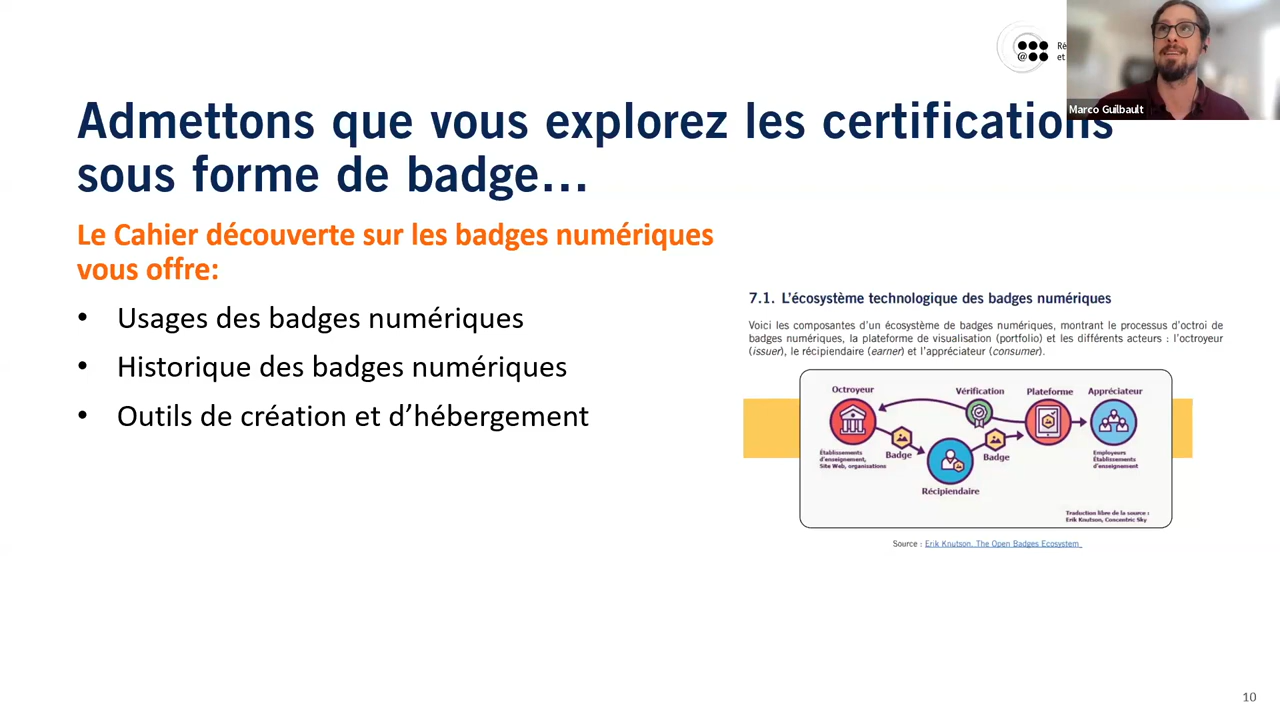 Ré
et
Marco Guilbault
Admettons que vous explorez les certifications
sous forme de badge…
Le Cahier découverte sur les badges numériques
vous offre:
• Usages des badges numériques
• Historique des badges numériques
• Outils de création et d’hébergement
7.1. L’écosystème technologique des badges numériques
Voici les composantes d’un écosystème de badges numériques, montrant le processus d’octroi de
badges numériques, la plateforme de visualisation (portfolio) et les différents acteurs : l’octroyeur
(issuer), le récipiendaire (earner) et l’appréciateur (consumer).
Octroyeur
Vérification
Plateforme
Appréciateur
Établissements
d’enseignement,
Site Web, organizations
Badge
Badge
Employeurs
Établissements
d’enseignement
Récipiendaire
Traduction libre de la source :
Erik Knutson, Concentric Sky
Source : Erik Knutson. The Open Badges Ecosystem
10